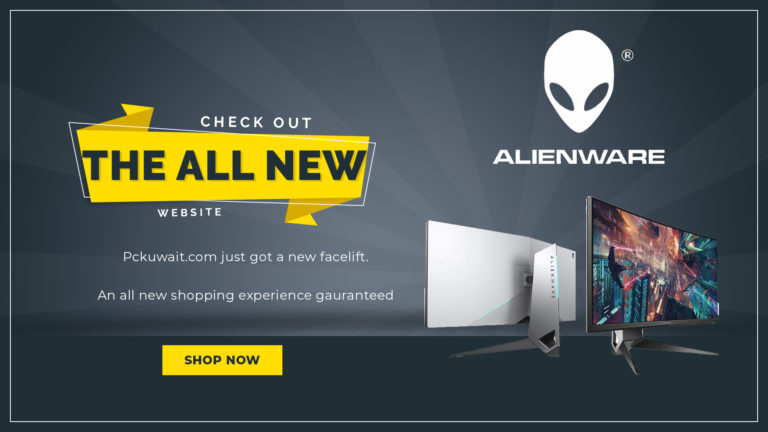 CHECK OUT
THE ALL NEW
WEBSITE
Pckuwait.com just got a new facelift.
An all new shopping experience gauranteed
SHOP NOW
®
ALIENWARE
ALIENWARE